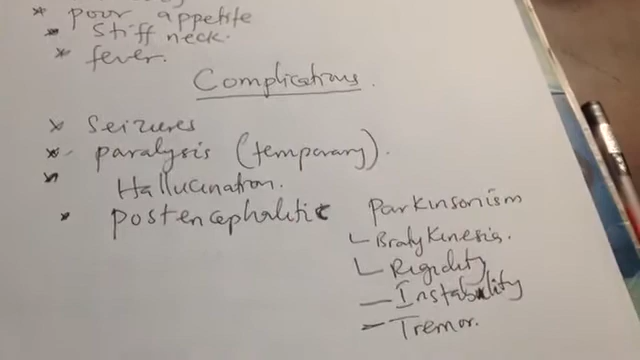 * poor appetite
* Stiff neck.
* fever.
Complications.
* Seizures
* paralysis (temporary).
* Hallucination.
* postencephalitic Parkinsonism
Bradykinesia.
Rigidity
Instability
Tremor.